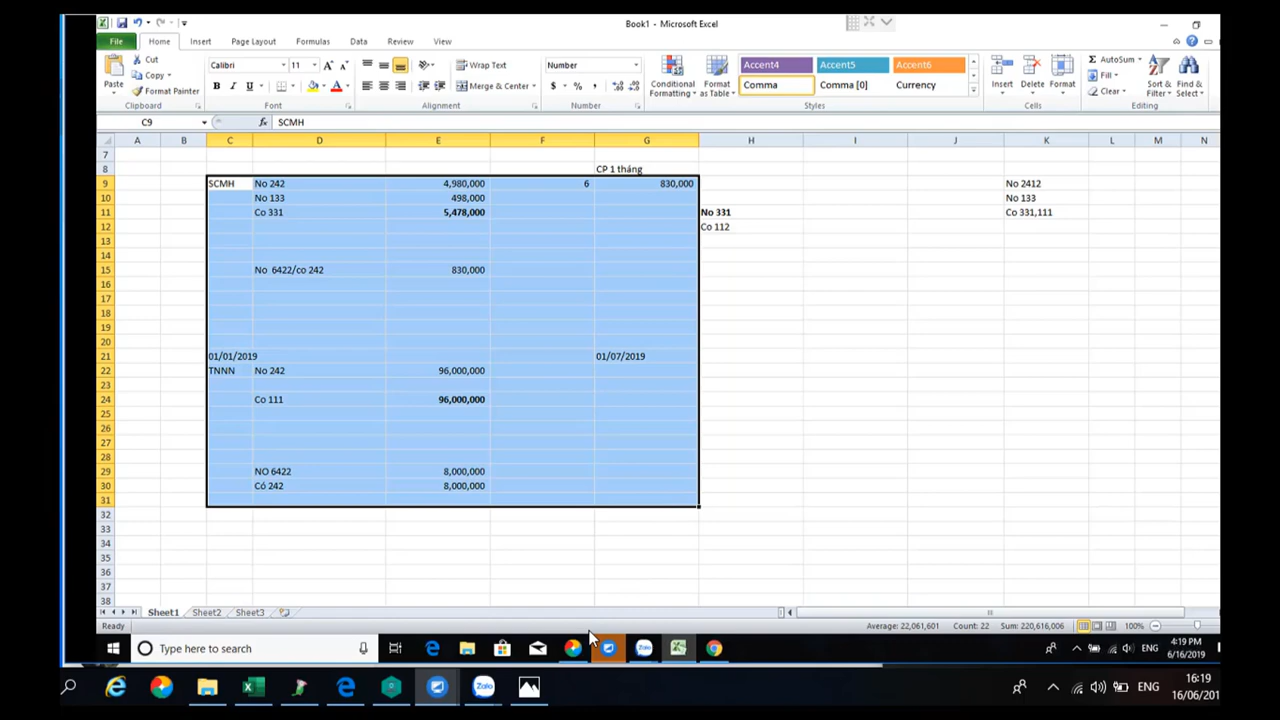 Book1 - Microsoft Excel
File Home Insert Page Layout Formulas Data Review View
Cut
Copy
Format Painter
Paste
Clipboard
Calibri 11
B I U
Font
Wrap Text
Merge & Center
Alignment
Number
$ % ,
Number
Conditional Formatting
Format as Table
Accent4 Accent5 Accent6
Comma Comma [0] Currency
Styles
Insert Delete Format
Cells
AutoSum
Fill
Clear
Sort & Filter
Find & Select
Editing
C9 fx SCMH
A B C D E F G H I J K L M N
7
8 CP 1 tháng
9 SCMH No 242 4,980,000 6 830,000 No 2412
10 No 133 498,000 No 133
11 Co 331 5,478,000 No 331 Co 331,111
12 Co 112
13
14
15 No 6422/co 242 830,000
16
17
18
19
20
21 01/01/2019 01/07/2019
22 TNNN No 242 96,000,000
23
24 Co 111 96,000,000
25
26
27
28
29 NO 6422 8,000,000
30 Có 242 8,000,000
31
32
33
34
35
36
37
38
Sheet1 Sheet2 Sheet3
Ready Average: 22,061,601 Count: 22 Sum: 220,616,006 100%
Type here to search Zalo ENG 4:19 PM
6/16/2019
Zalo ENG 16:19
16/06/201